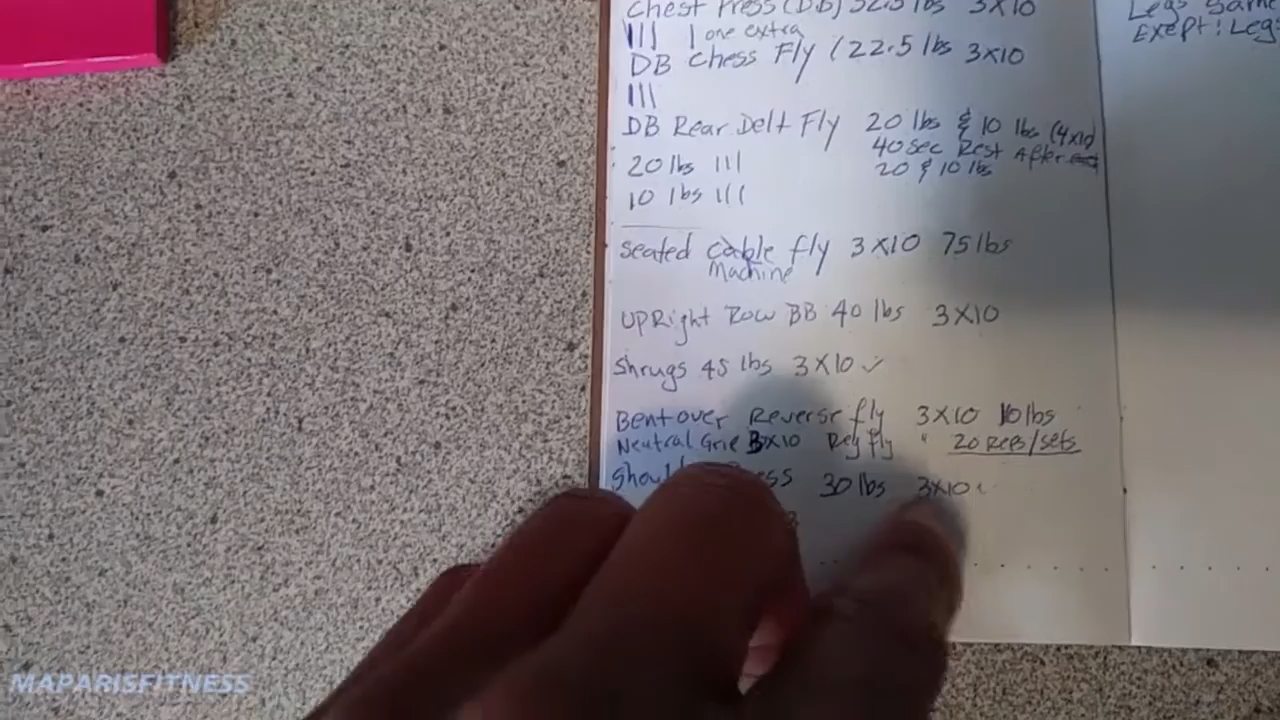 Chest Press (DB) 32.5 lbs 3x10
||| 1 one extra
DB Chess Fly (22.5 lbs 3x10
|||
DB Rear Delt Fly 20 lbs & 10 lbs (4x10)
40 sec Rest After
20 lbs ||| 20 & 10 lbs
10 lbs |||
Seated cable fly 3x10 75 lbs
Machine
UPRight Row BB 40 lbs 3x10
Shrugs 45 lbs 3x10 ✓
Bentover Reverse fly 3x10 10 lbs
Neutral Grie 3x10 Rey fly " 20 Reps/sets
30 lbs 3x10
Legs Same
Exept: Leg
MAPARISFITNESS